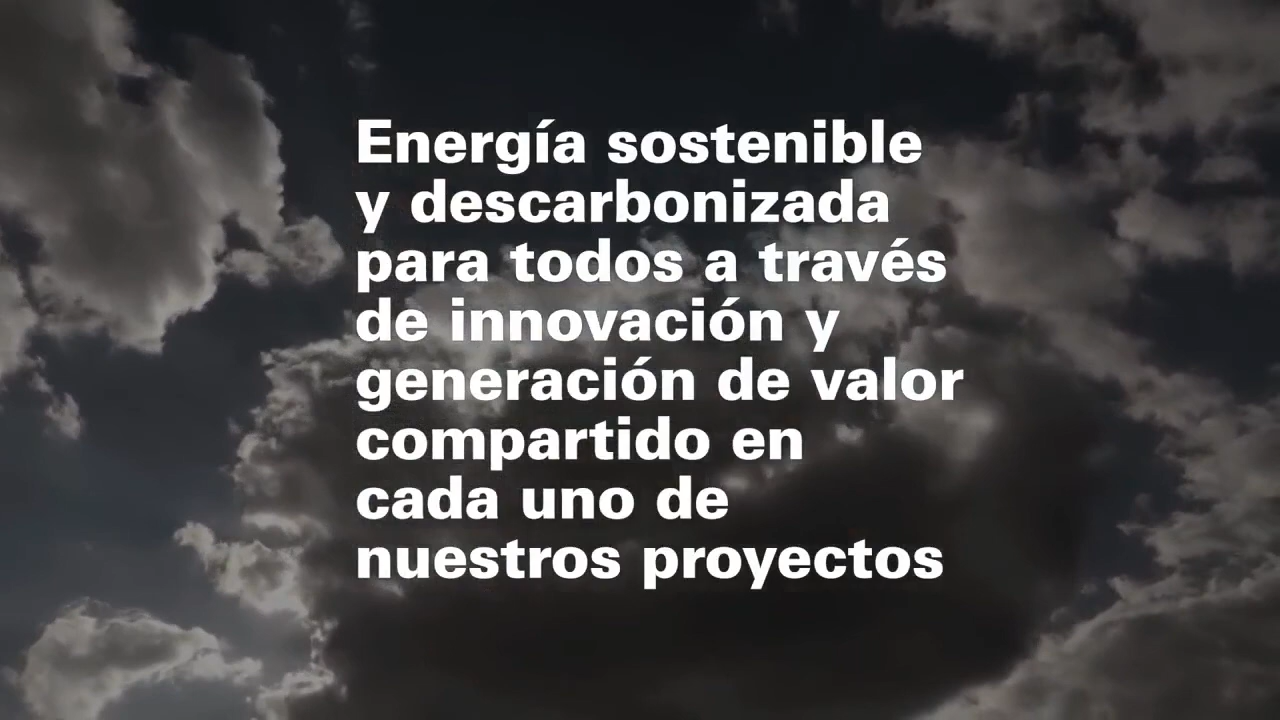 Energía sostenible
y descarbonizada
para todos a través
de innovación y
generación de valor
compartido en
cada uno de
nuestros proyectos